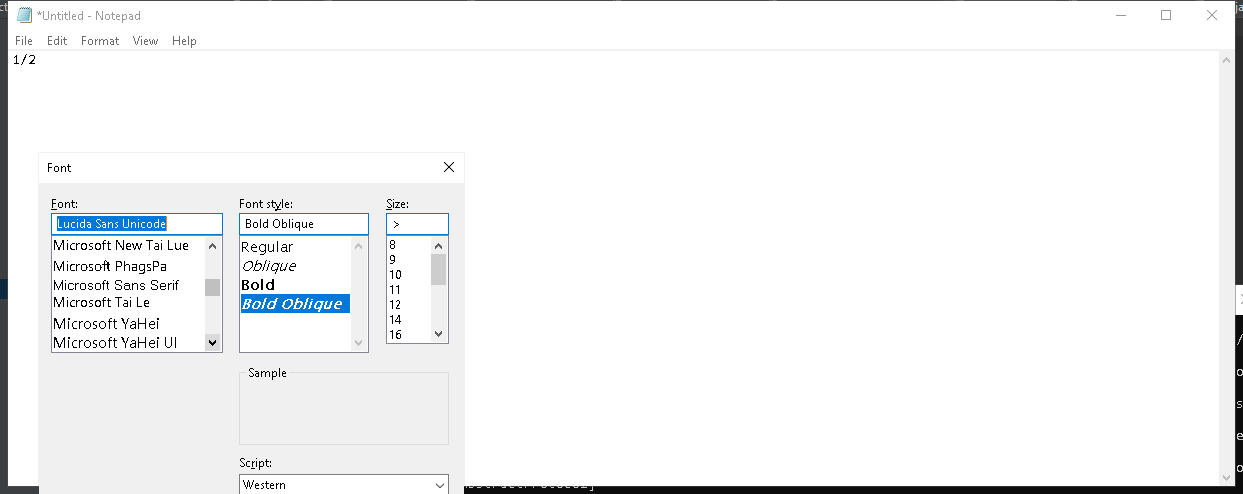 *Untitled - Notepad
File Edit Format View Help
1/2
Font
Font: Font style: Size:
Lucida Sans Unicode Bold Oblique >
Microsoft New Tai Lue
Microsoft PhagsPa
Microsoft Sans Serif
Microsoft Tai Le
Microsoft YaHei
Microsoft YaHei UI
Regular
Oblique
Bold
Bold Oblique
8
9
10
11
12
14
16
Sample
Script:
Western